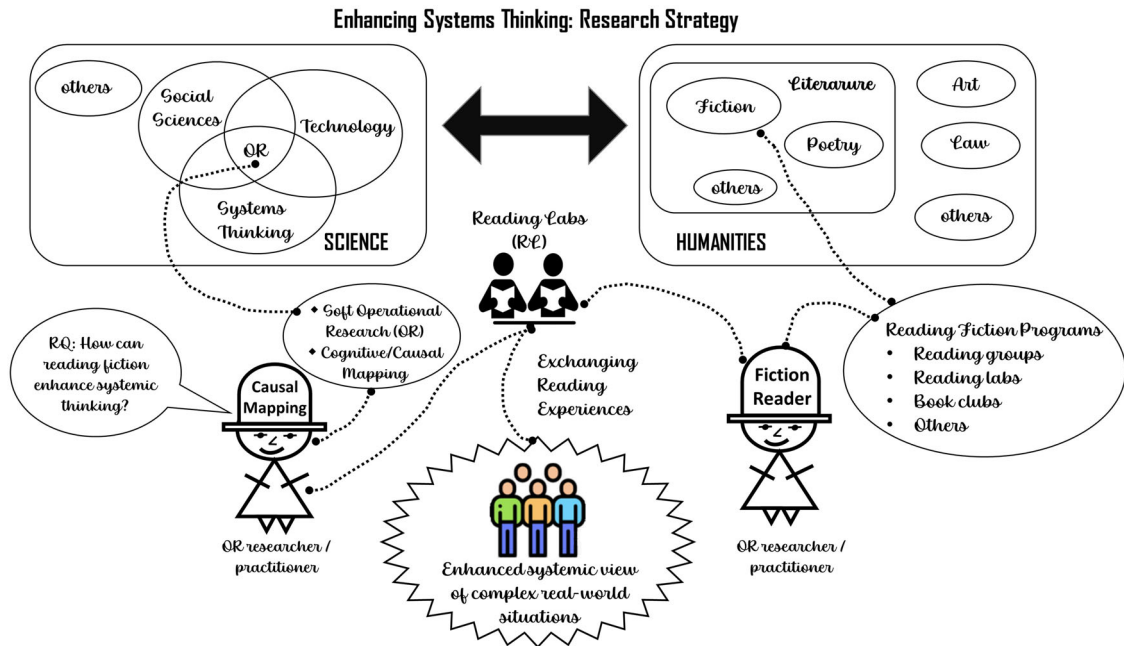 Enhancing Systems Thinking: Research Strategy
others
Social
Sciences
Technology
OR
Systems
Thinking
SCIENCE
Literarure
Fiction
Poetry
others
HUMANITIES
Art
Law
others
Reading Labs
(RL)
RQ: How can
reading fiction
enhance systemic
thinking?
◆ Soft Operational
Research (OR)
◆ Cognitive/Causal
Mapping
Causal
Mapping
OR researcher /
practitioner
Exchanging
Reading
Experiences
Enhanced systemic view
of complex real-world
situations
Fiction
Reader
OR researcher /
practitioner
Reading Fiction Programs
• Reading groups
• Reading labs
• Book clubs
• Others